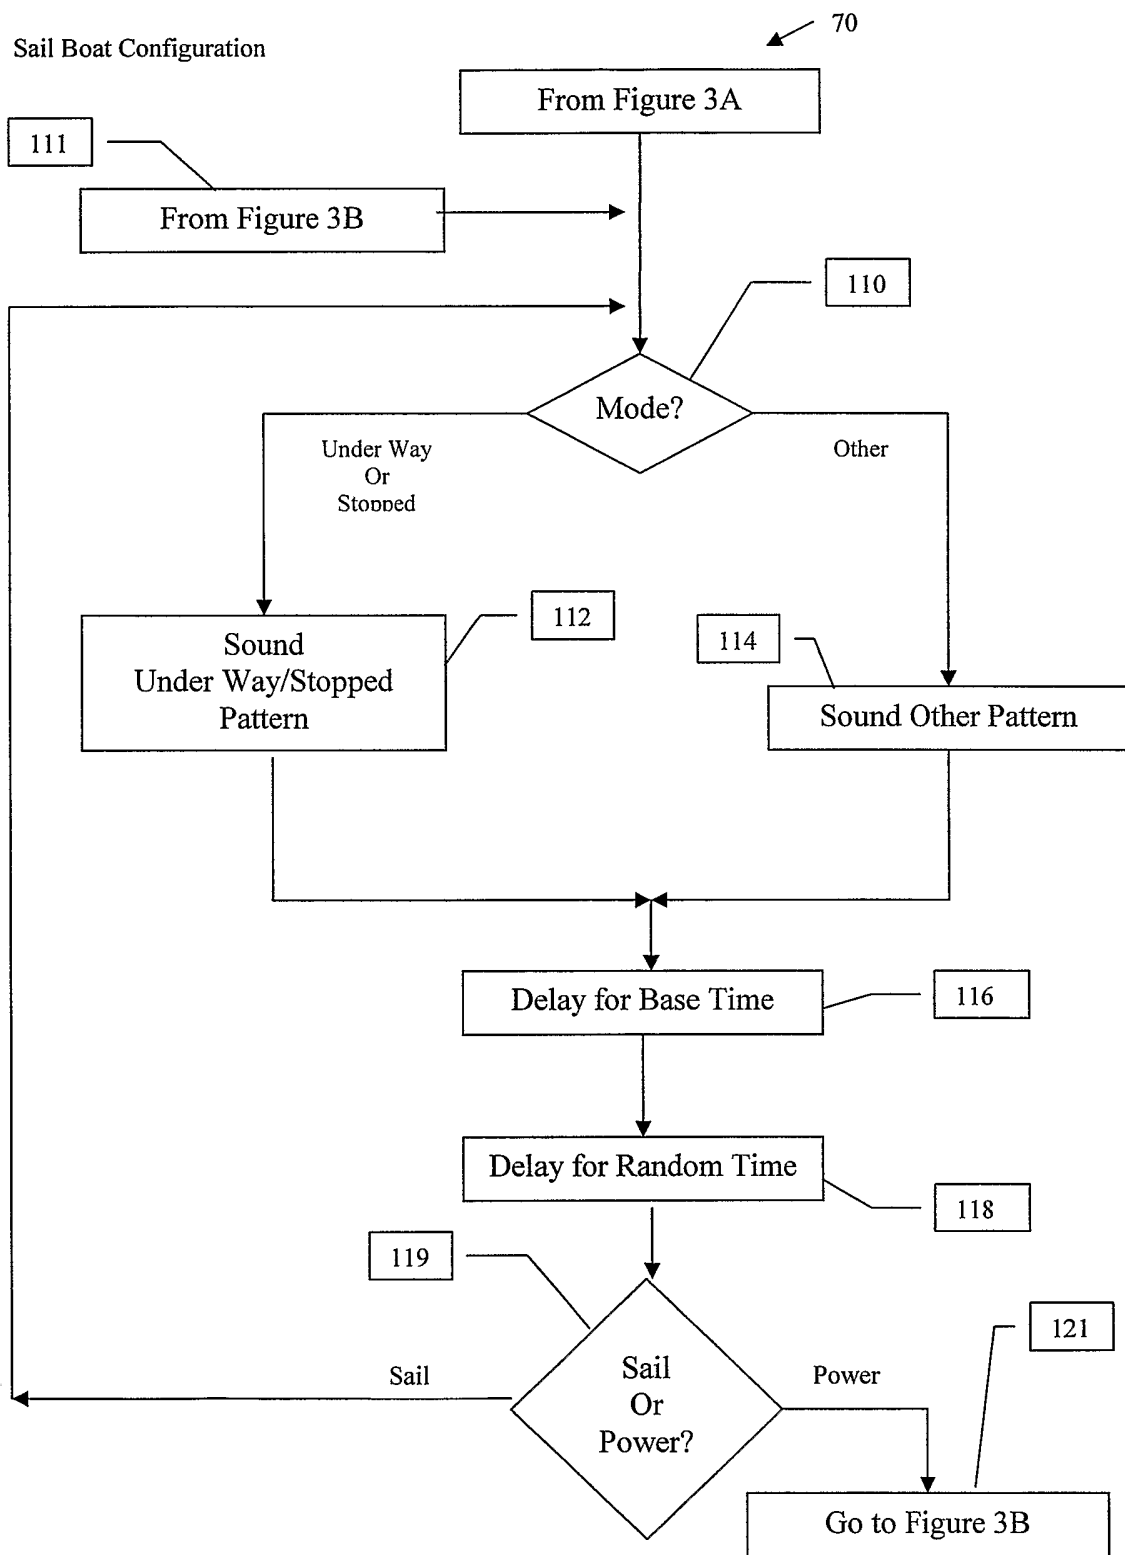 70
Sail Boat Configuration
From Figure 3A
111
From Figure 3B
110
Mode?
Under Way
Or
Stopped
Other
112
Sound
Under Way/Stopped
Pattern
114
Sound Other Pattern
Delay for Base Time
116
Delay for Random Time
118
119
121
Sail
Sail
Or
Power?
Power
Go to Figure 3B